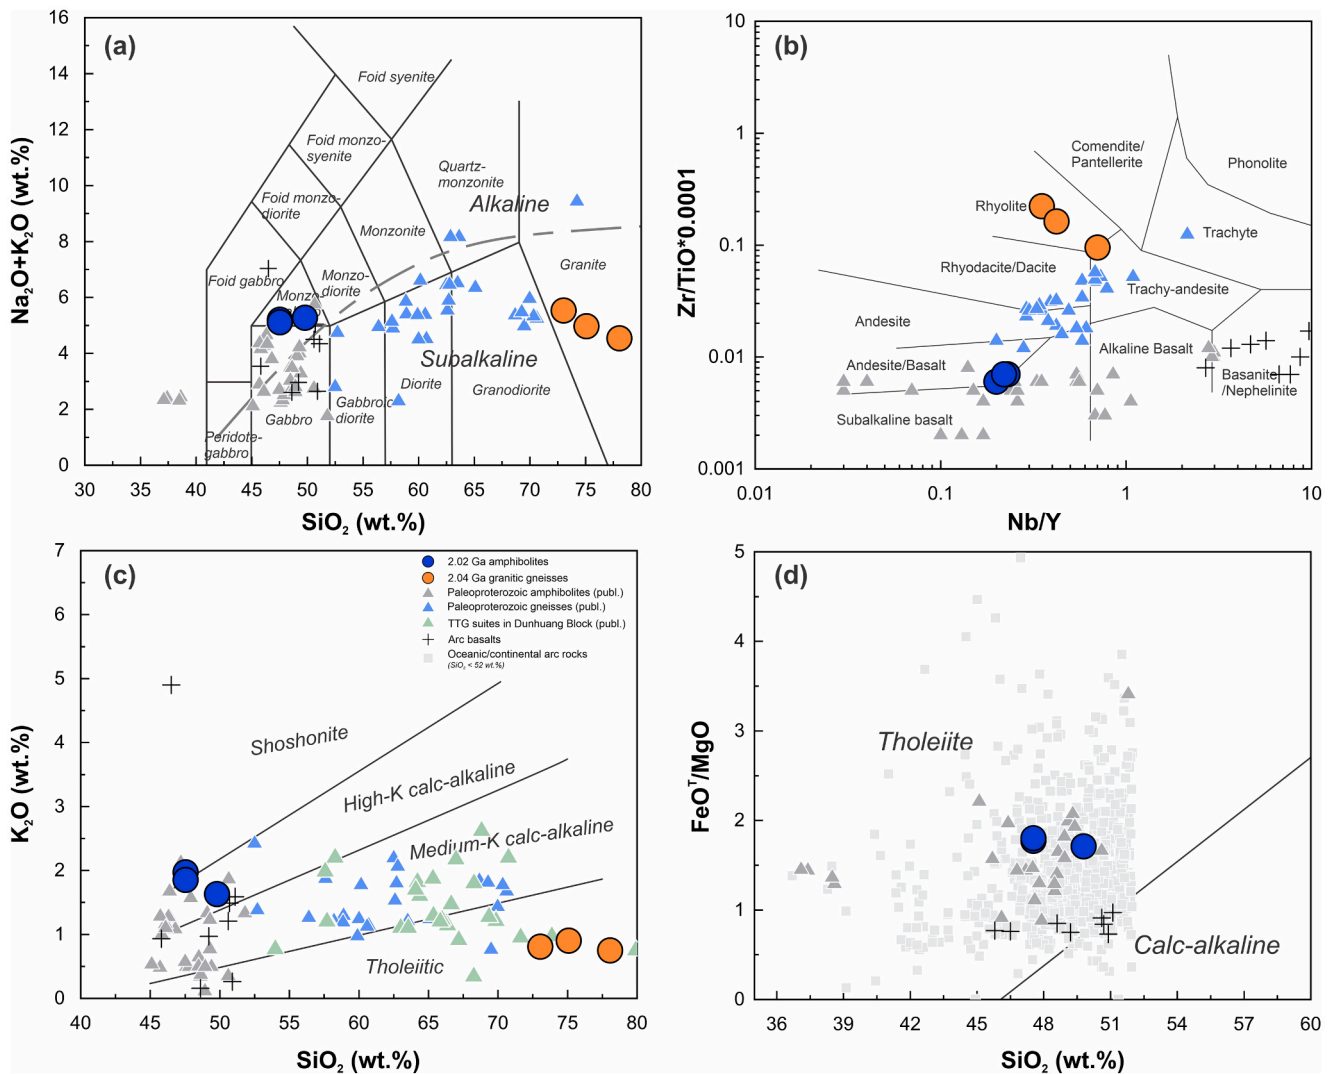 (a)
16
14
12
10
8
6
4
2
0
Na2O+K2O (wt.%)
Foid syenite
Foid monzo-
syenite
Quartz-
monzonite
Foid monzo-
diorite
Alkaline
Monzonite
Foid gabbro
Monzo-
diorite
Granite
Monzo-
Subalkaline
Diorite
Granodiorite
Gabbro
Gabbroic
diorite
Peridote-
gabbro
30
35
40
45
50
55
60
65
70
75
80
SiO2 (wt.%)
(b)
10
1
0.1
0.01
0.001
Zr/TiO*0.0001
Comendite/
Pantellerite
Phonolite
Rhyolite
Trachyte
Rhyodacite/Dacite
Trachy-andesite
Andesite
Alkaline Basalt
Andesite/Basalt
Basanite
/Nephelinite
Subalkaline basalt
0.01
0.1
1
10
Nb/Y
(c)
7
6
5
4
3
2
1
0
K2O (wt.%)
2.02 Ga amphibolites
2.04 Ga granitic gneisses
Paleoproterozoic amphibolites (publ.)
Paleoproterozoic gneisses (publ.)
TTG suites in Dunhuang Block (publ.)
Arc basalts
Oceanic/continental arc rocks
(SiO2 < 52 wt.%)
Shoshonite
High-K calc-alkaline
Medium-K calc-alkaline
Tholeiitic
40
45
50
55
60
65
70
75
80
SiO2 (wt.%)
(d)
5
4
3
2
1
0
FeOT/MgO
Tholeiite
Calc-alkaline
36
39
42
45
48
51
54
57
60
SiO2 (wt.%)